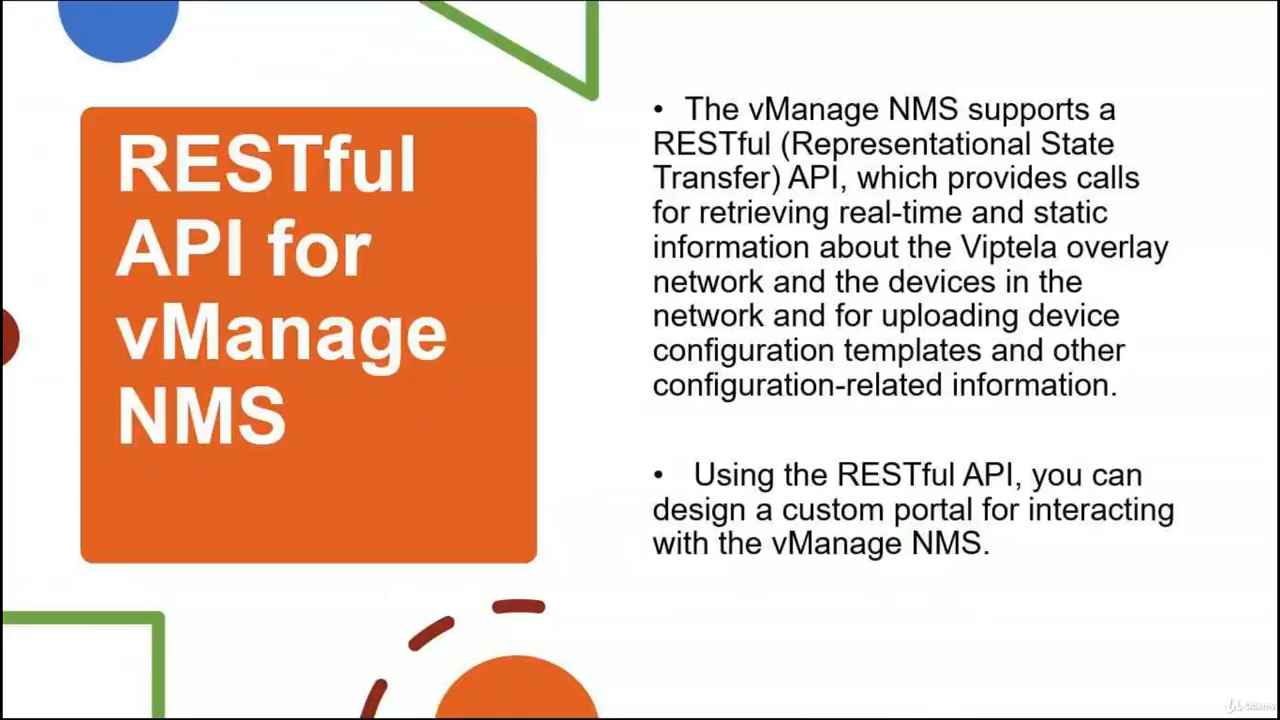 RESTful
API for
vManage
NMS
• The vManage NMS supports a
RESTful (Representational State
Transfer) API, which provides calls
for retrieving real-time and static
information about the Viptela overlay
network and the devices in the
network and for uploading device
configuration templates and other
configuration-related information.
• Using the RESTful API, you can
design a custom portal for interacting
with the vManage NMS.
Udemy